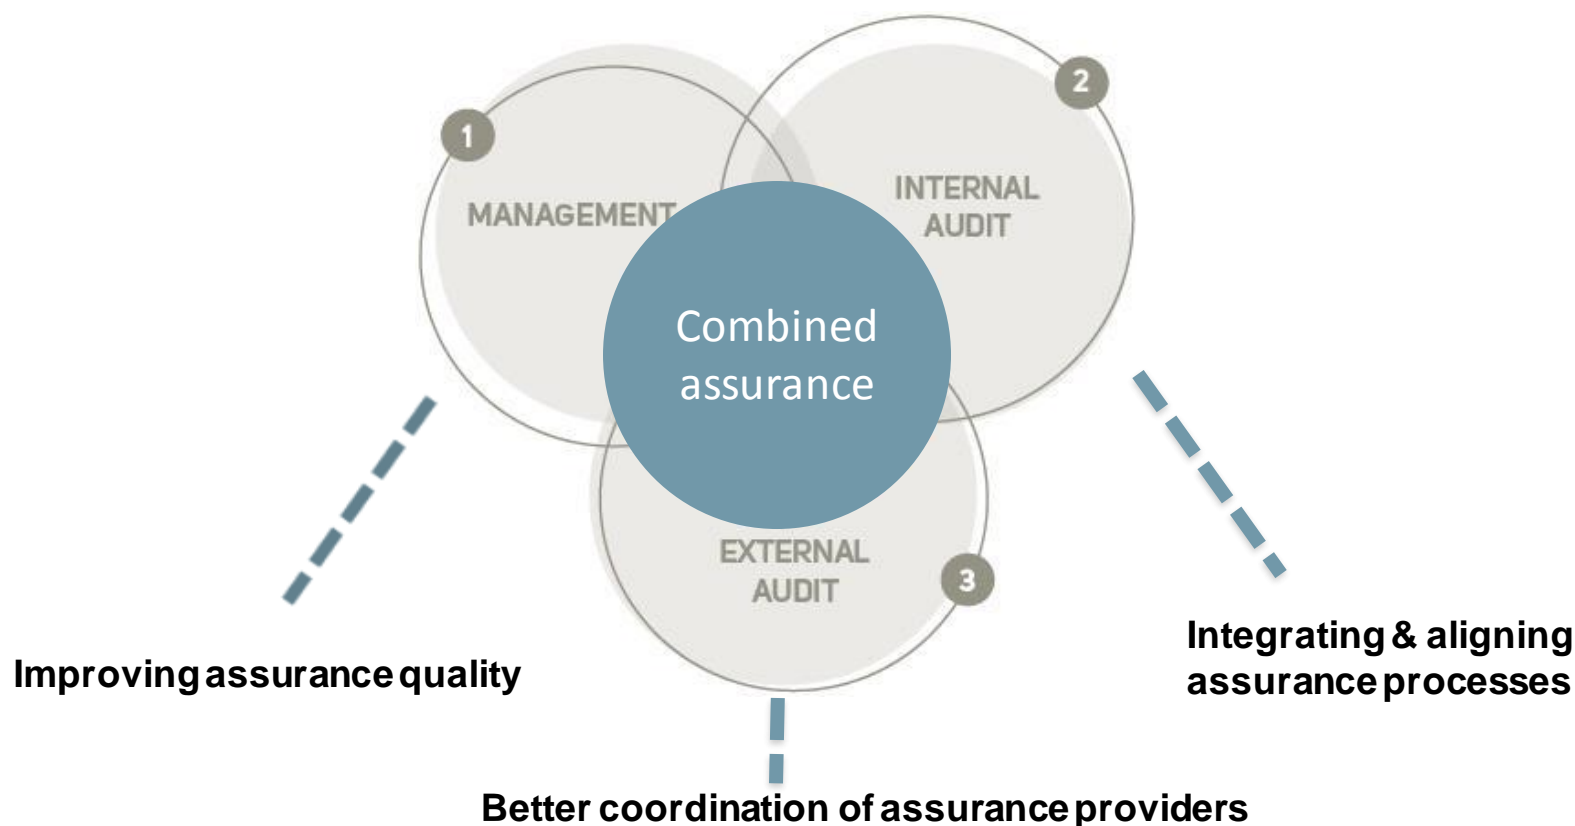 1
MANAGEMENT
2
INTERNAL
AUDIT
Combined
assurance
EXTERNAL
AUDIT
3
Improving assurance quality
Integrating & aligning
assurance processes
Better coordination of assurance providers